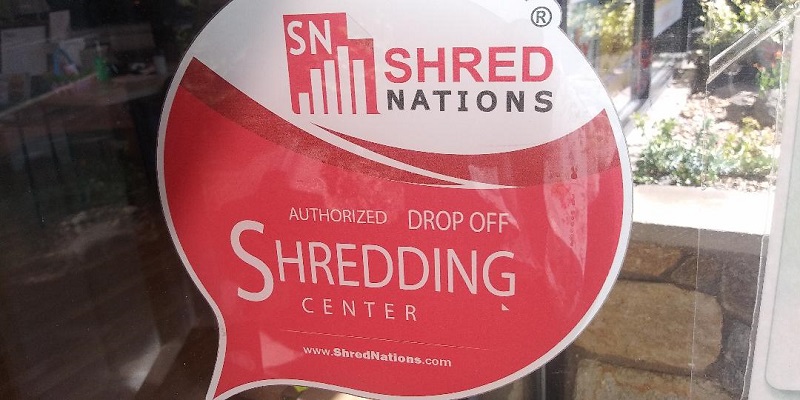 SN
SHRED
NATIONS
®
AUTHORIZED DROP OFF
SHREDDING
CENTER
www.ShredNations.com